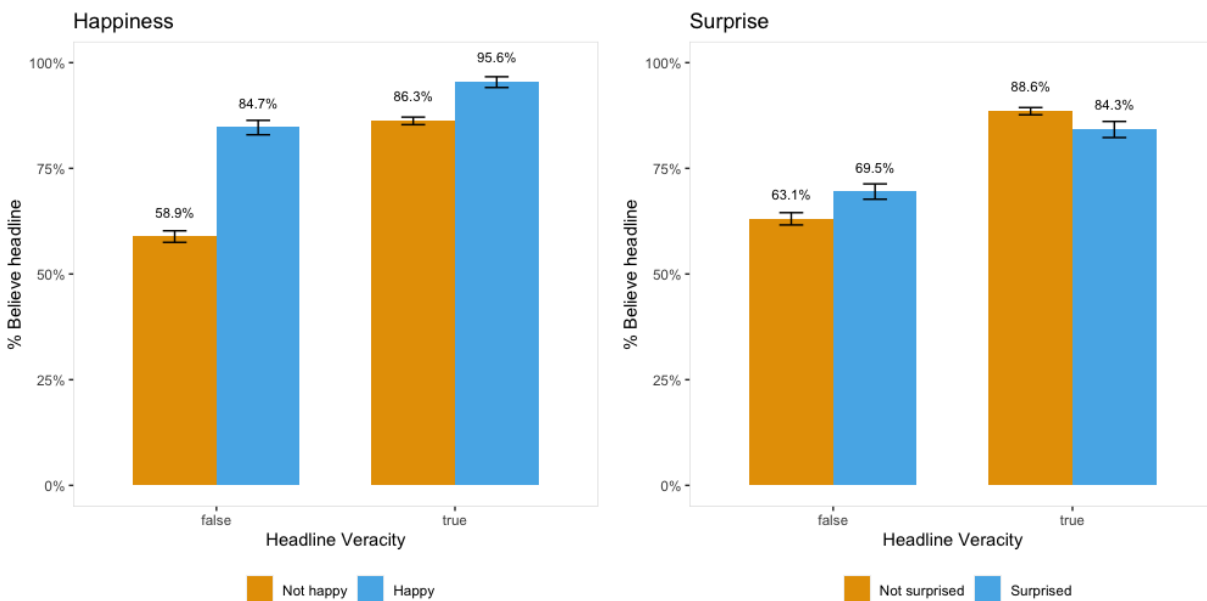 Happiness
100%
75%
50%
25%
0%
% Believe headline
58.9%
84.7%
86.3%
95.6%
false
true
Headline Veracity
Not happy
Happy
Surprise
100%
75%
50%
25%
0%
% Believe headline
63.1%
69.5%
88.6%
84.3%
false
true
Headline Veracity
Not surprised
Surprised